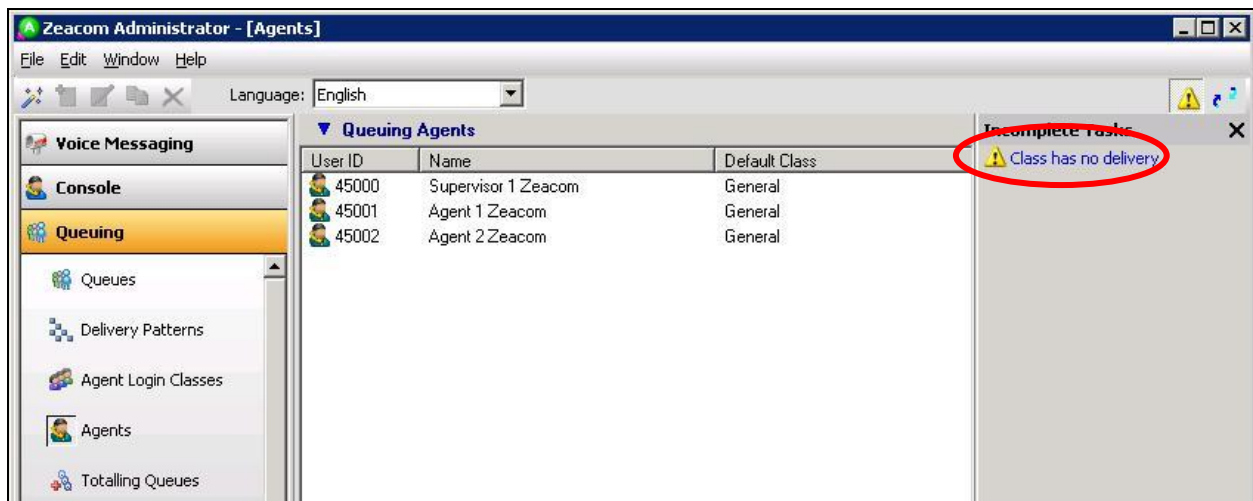 Zeacom Administrator - [Agents]
File Edit Window Help
Language: English
Voice Messaging
Console
Queuing
Queues
Delivery Patterns
Agent Login Classes
Agents
Totalling Queues
Queuing Agents
User ID Name Default Class
45000 Supervisor 1 Zeacom General
45001 Agent 1 Zeacom General
45002 Agent 2 Zeacom General
Incomplete Tasks
Class has no delivery